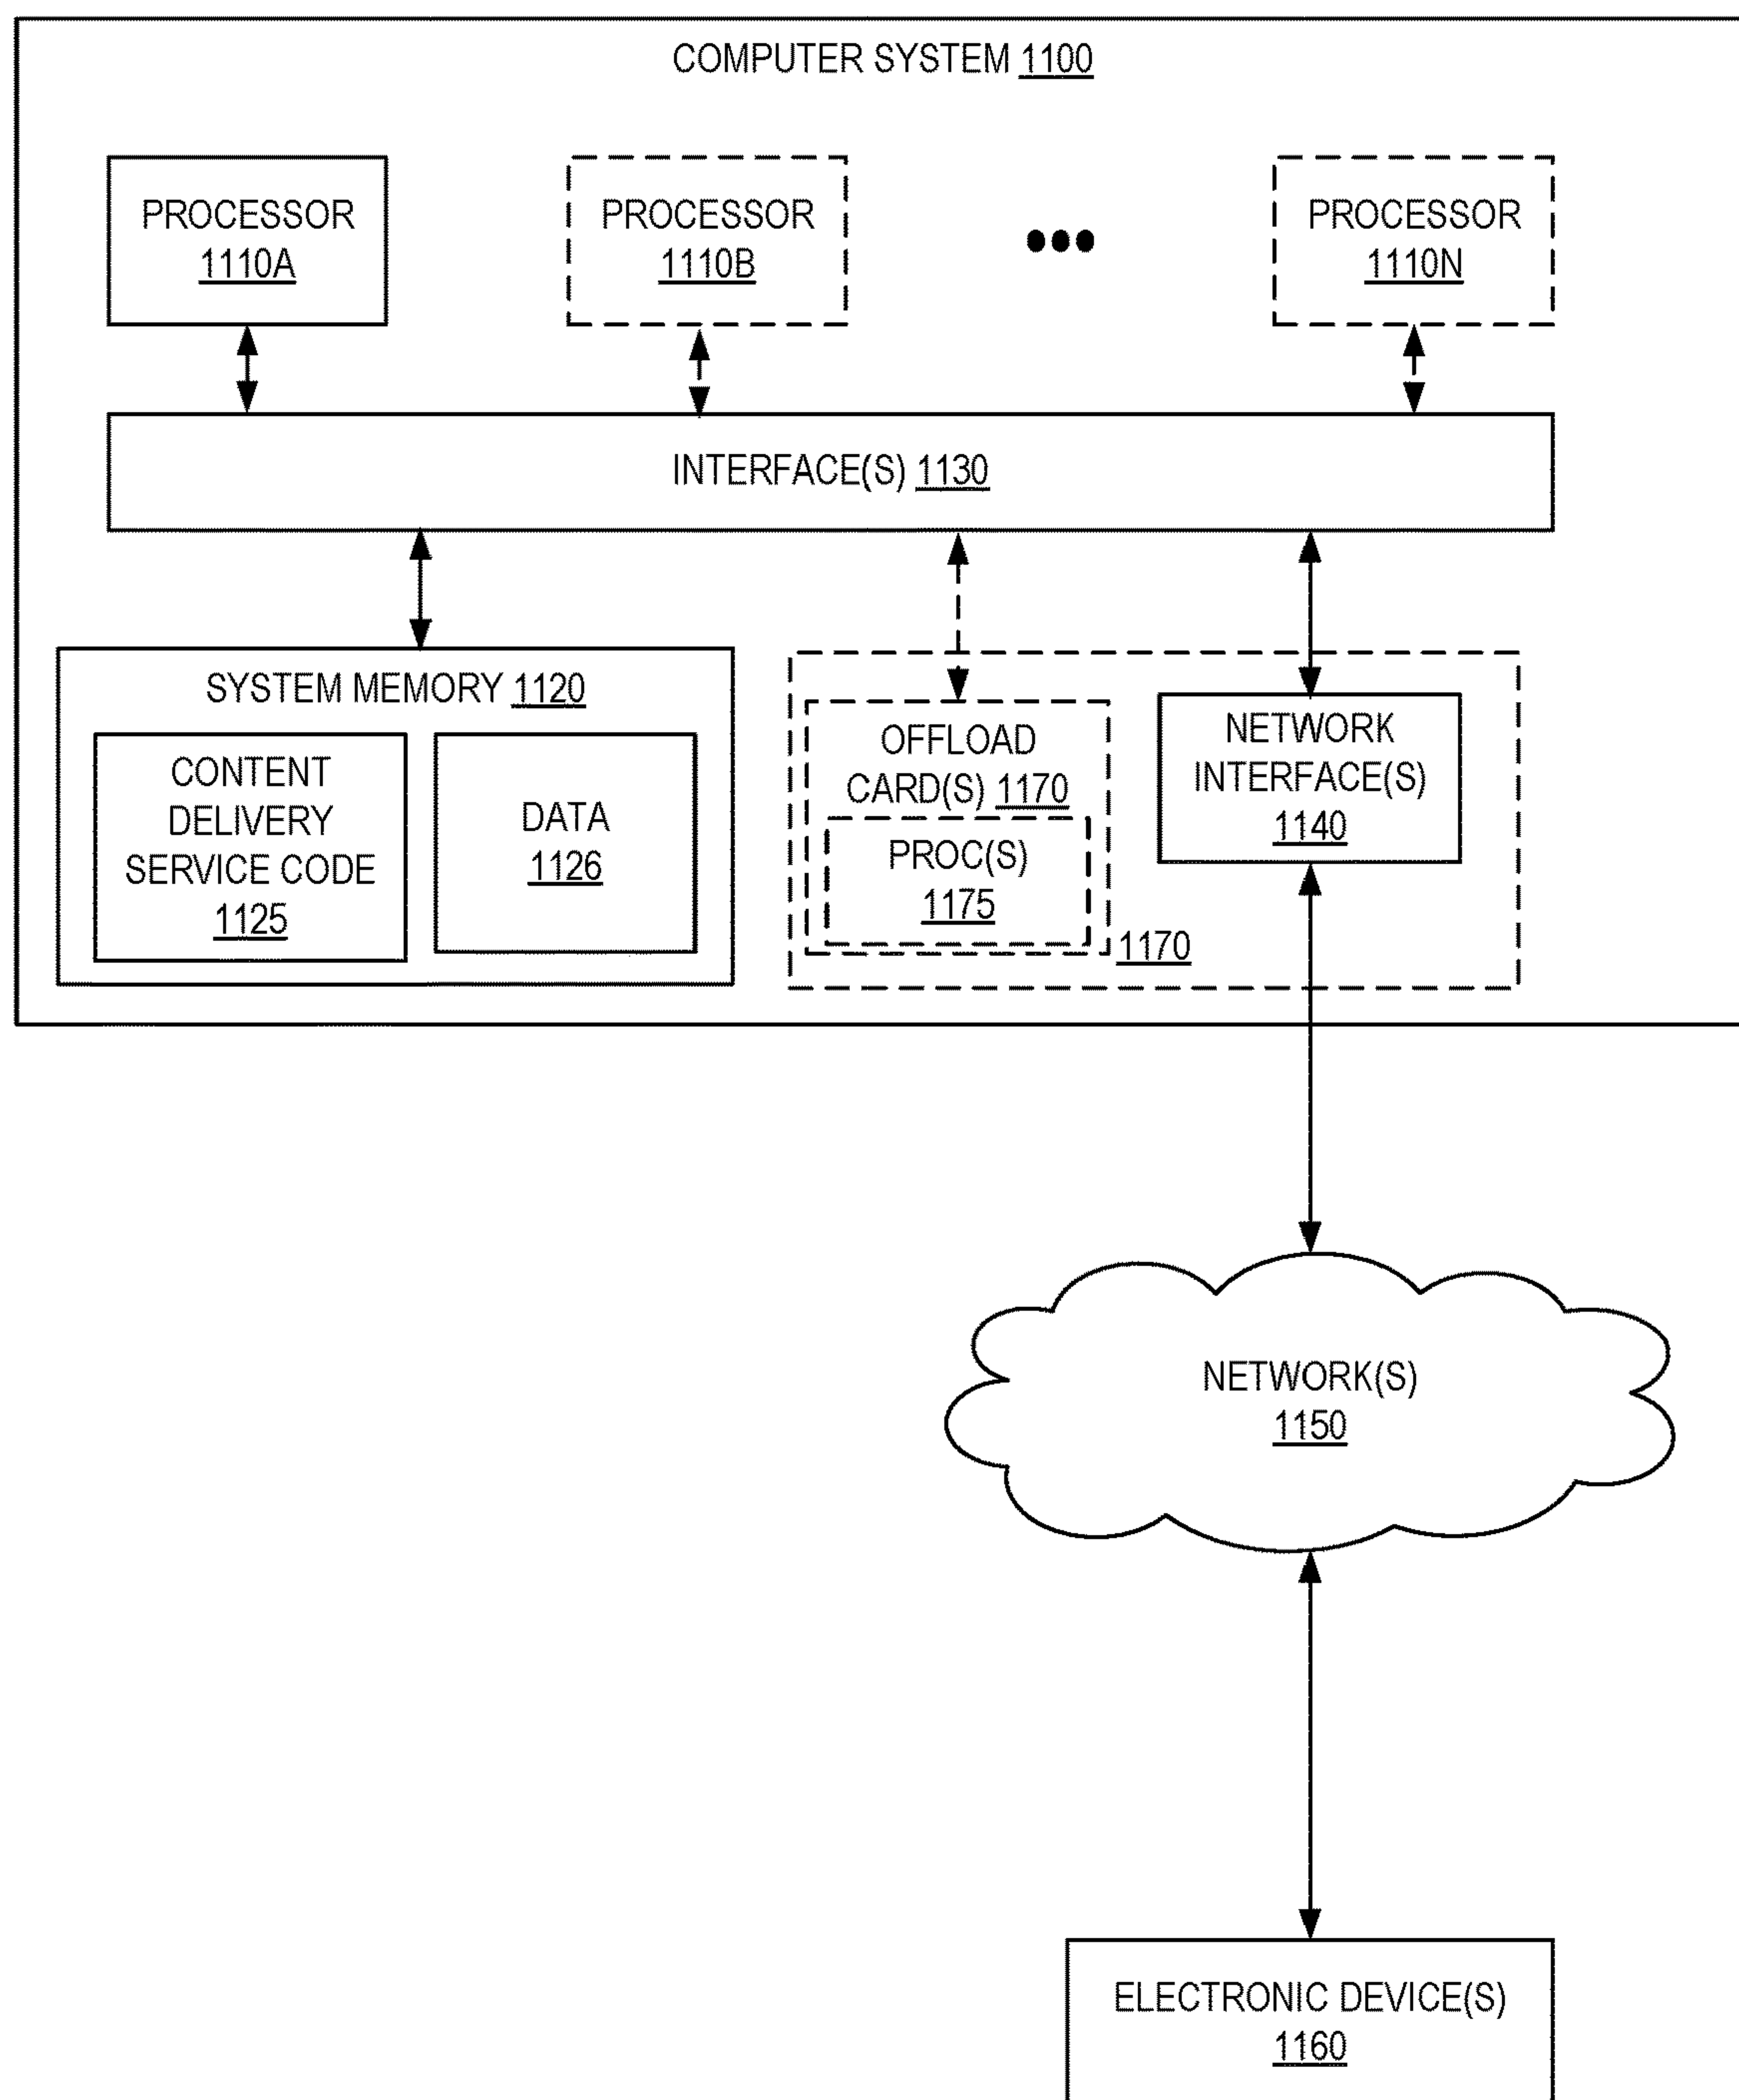 COMPUTER SYSTEM 1100
PROCESSOR
1110A
PROCESSOR
1110B
PROCESSOR
1110N
INTERFACE(S) 1130
SYSTEM MEMORY 1120
CONTENT
DELIVERY
SERVICE CODE
1125
DATA
1126
OFFLOAD
CARD(S) 1170
PROC(S)
1175
1170
NETWORK
INTERFACE(S)
1140
NETWORK(S)
1150
ELECTRONIC DEVICE(S)
1160